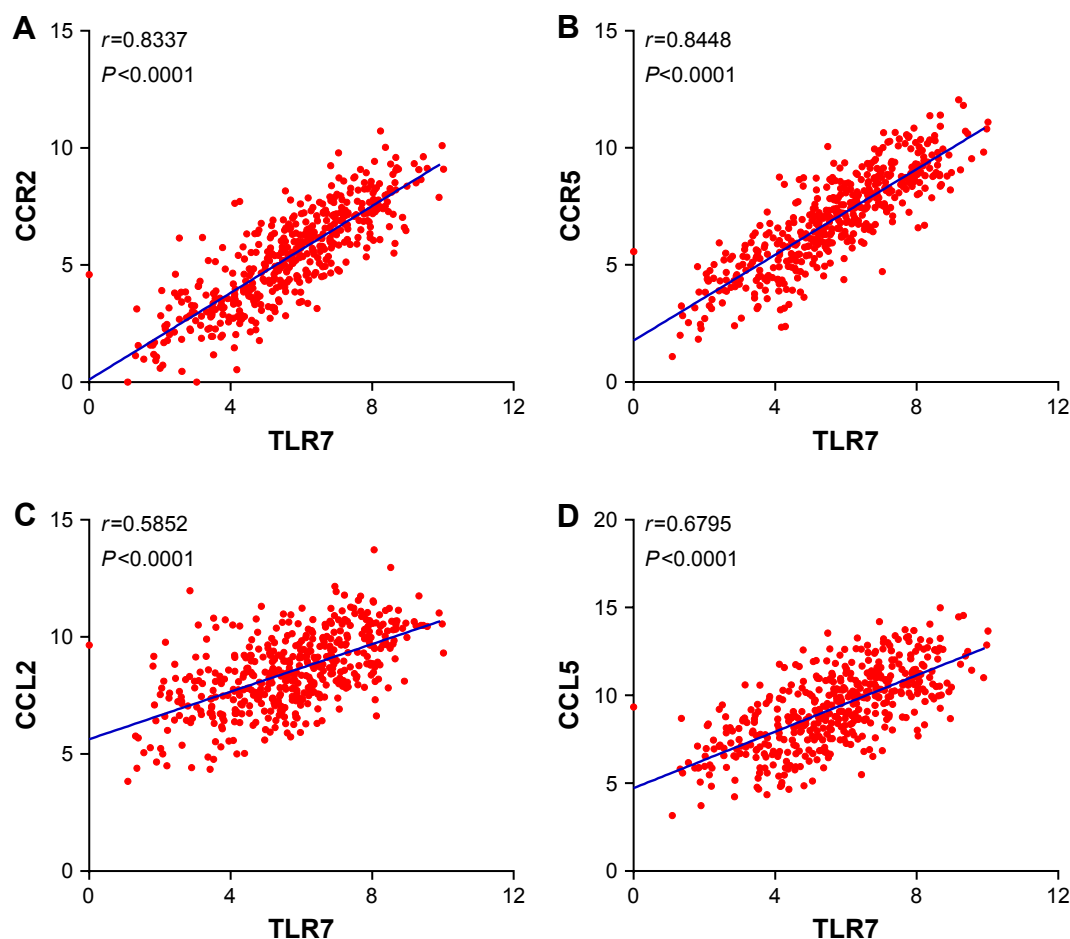 A
r=0.8337
P<0.0001
15
10
5
0
CCR2
0 4 8 12
TLR7
B
r=0.8448
P<0.0001
15
10
5
0
CCR5
0 4 8 12
TLR7
C
r=0.5852
P<0.0001
15
10
5
0
CCL2
0 4 8 12
TLR7
D
r=0.6795
P<0.0001
20
15
10
5
0
CCL5
0 4 8 12
TLR7